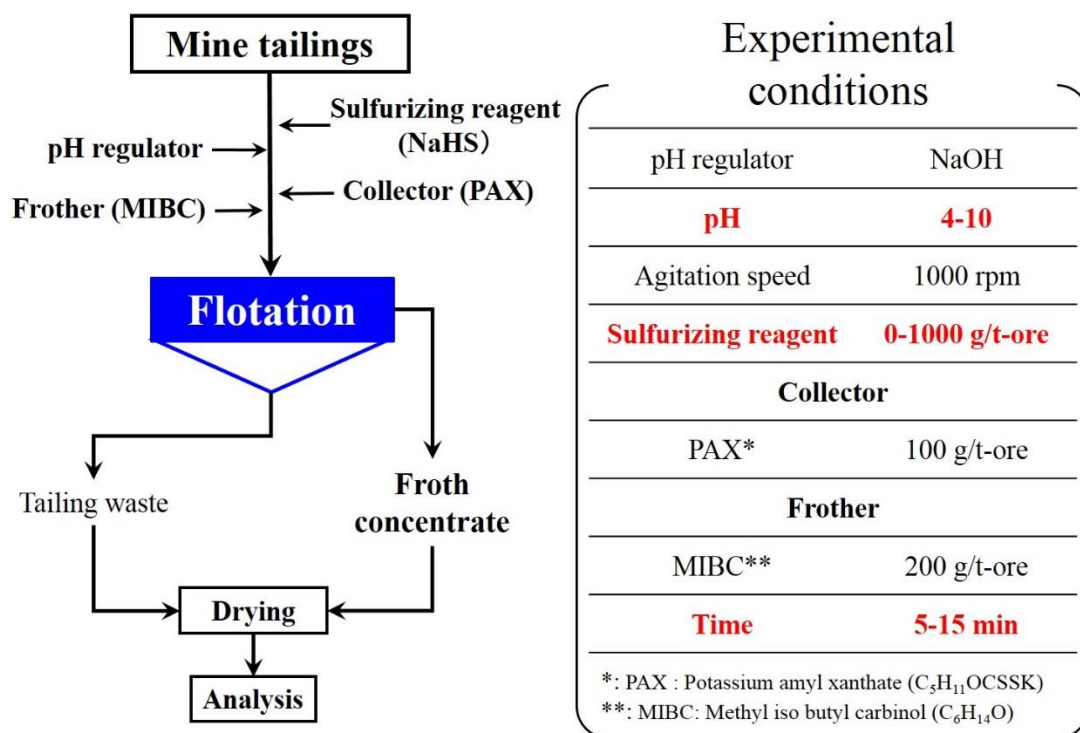 Mine tailings
Sulfurizing reagent
(NaHS）
pH regulator
Collector (PAX)
Frother (MIBC)
Flotation
Tailing waste
Froth
concentrate
Drying
Analysis
Experimental
conditions
pH regulator NaOH
pH 4-10
Agitation speed 1000 rpm
Sulfurizing reagent 0-1000 g/t-ore
Collector
PAX* 100 g/t-ore
Frother
MIBC** 200 g/t-ore
Time 5-15 min
*: PAX : Potassium amyl xanthate (C₅H₁₁OCSSK)
**: MIBC: Methyl iso butyl carbinol (C₆H₁₄O)